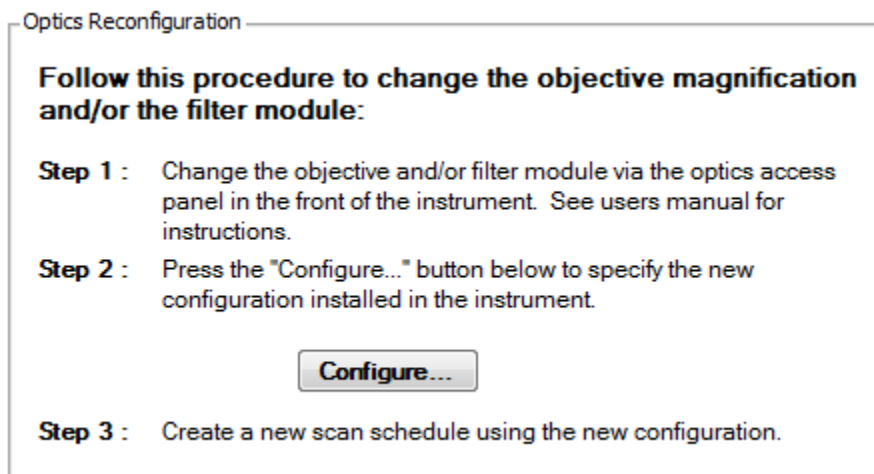 Optics Reconfiguration
Follow this procedure to change the objective magnification
and/or the filter module:
Step 1 : Change the objective and/or filter module via the optics access
panel in the front of the instrument. See users manual for
instructions.
Step 2 : Press the "Configure..." button below to specify the new
configuration installed in the instrument.
Configure...
Step 3 : Create a new scan schedule using the new configuration.